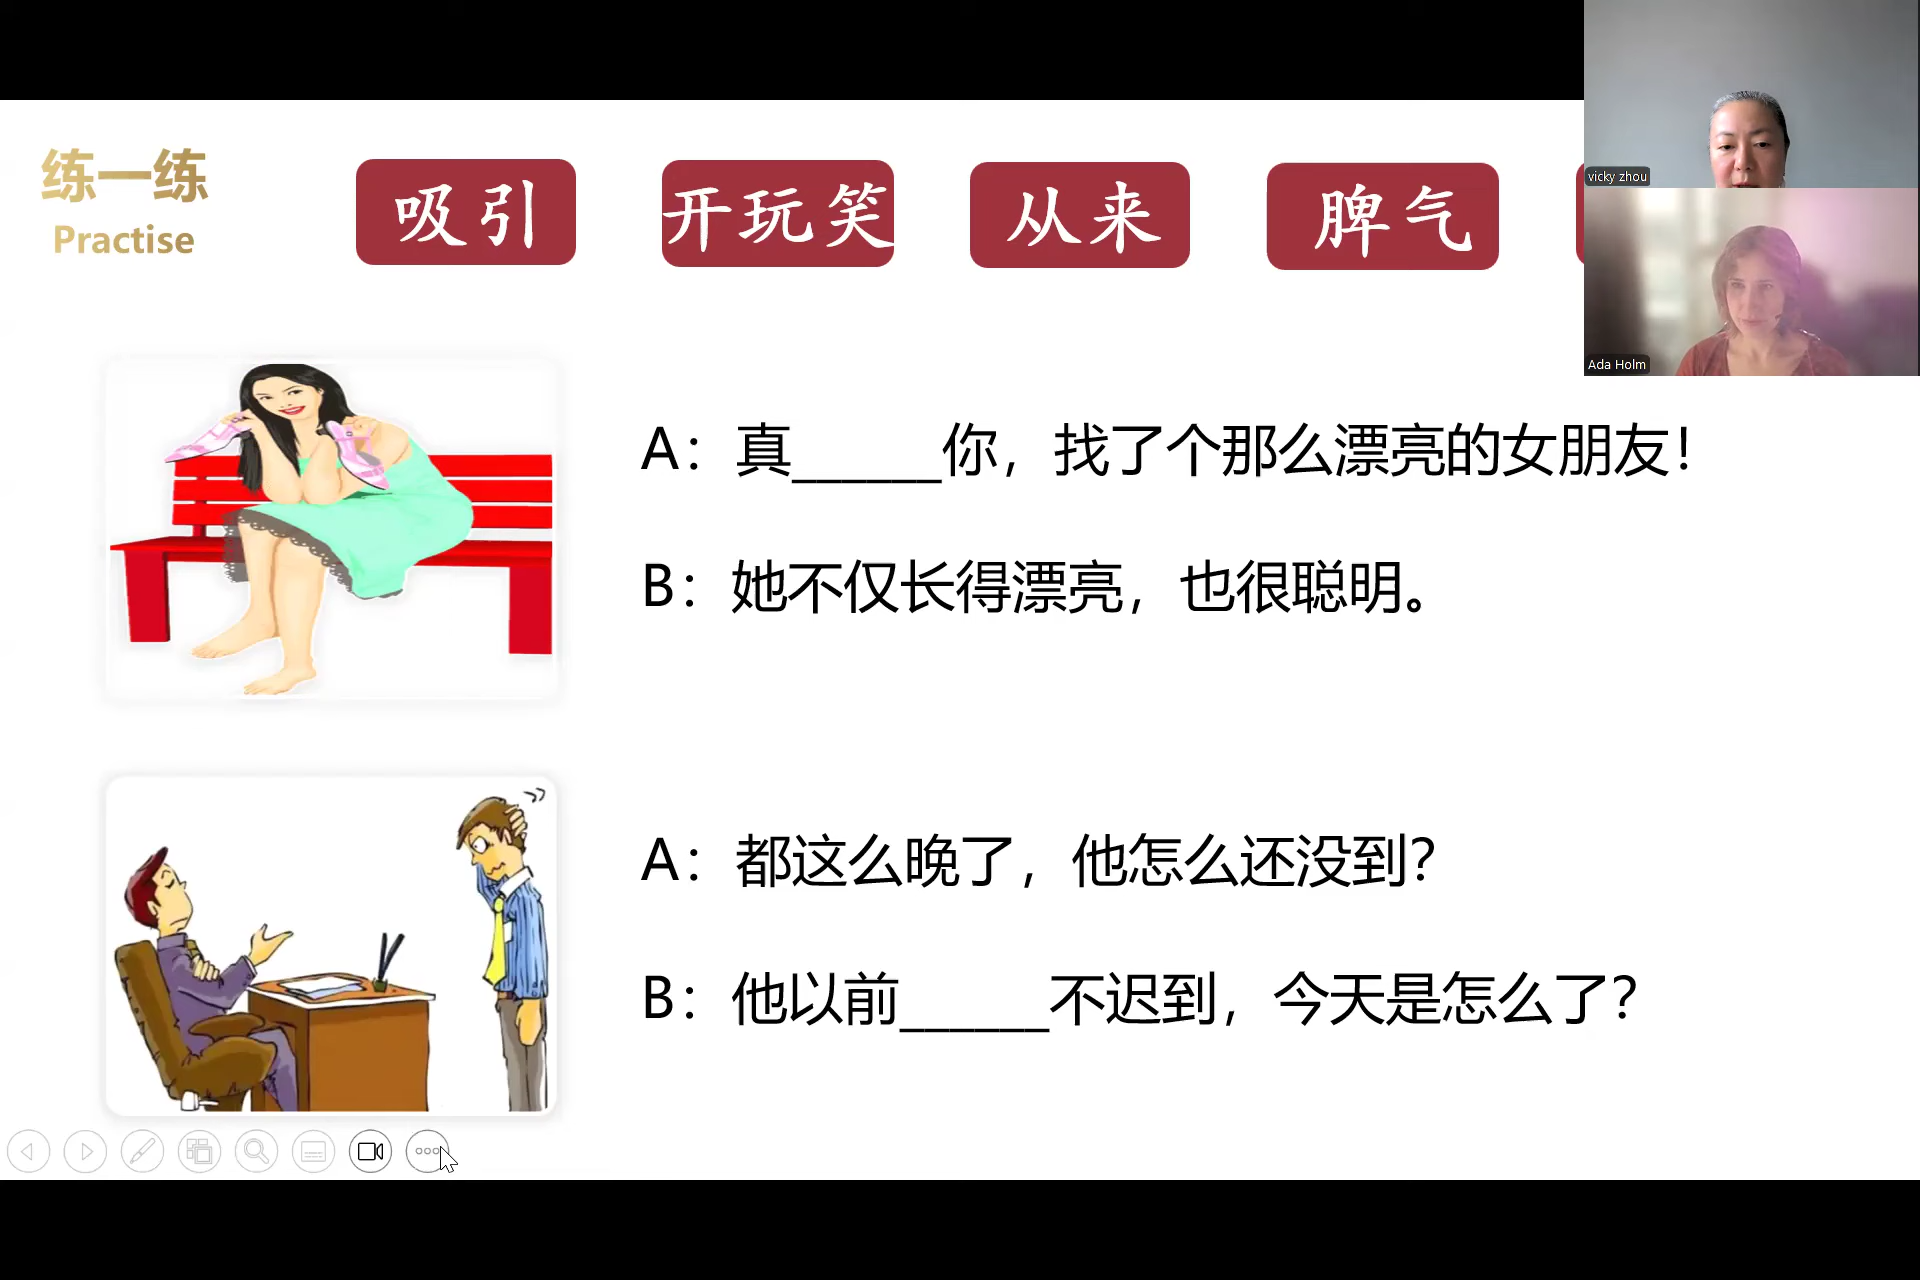 练一练
Practise
吸引
开玩笑
从来
脾气
vicky zhou
Ada Holm
A：真______你，找了个那么漂亮的女朋友！
B：她不仅长得漂亮，也很聪明。
A：都这么晚了，他怎么还没到？
B：他以前______不迟到，今天是怎么了？